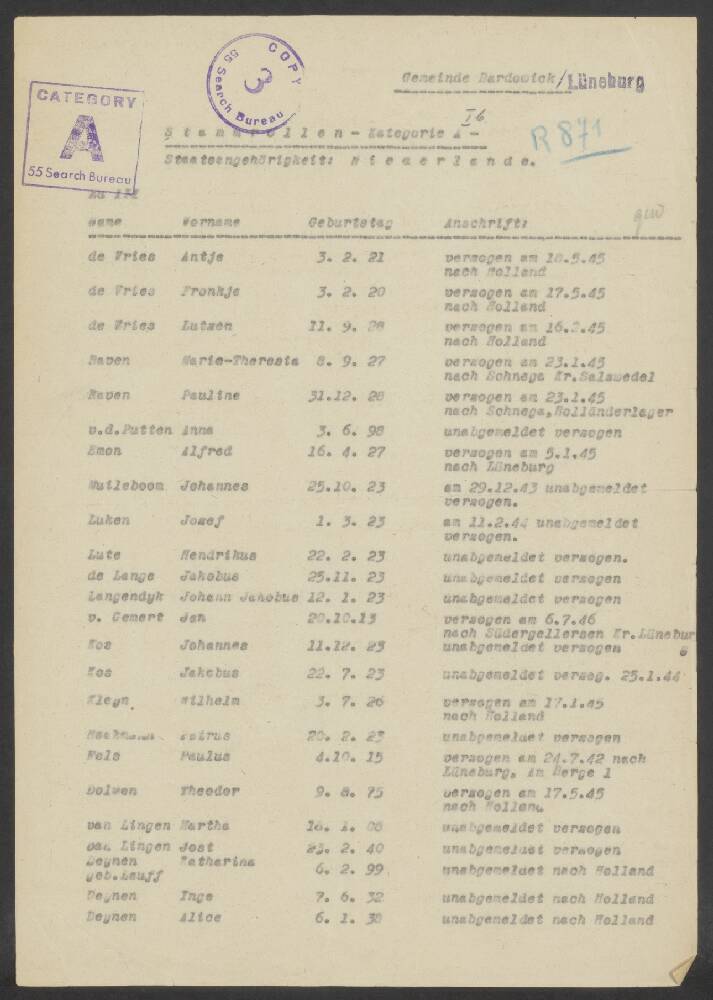 CATEGORY
A
55 Search Bureau
COPY
3
55 Search Bureau
Gemeinde Bardowick/Lüneburg
I6
Stammrollen - Kategorie A -
R 871
Staatsangehörigkeit: Niederlande.
Name Vorname Geburtstag Anschrift:
de Vries Antje 3. 2. 21 verzogen am 18.5.45
nach Holland
de Vries Fronkje 3. 2. 20 verzogen am 17.5.45
nach Holland
de Vries Lutzen 11. 9. verzogen am 16.2.45
nach Holland
Raven Marie-Theresta 8. 9. 27 verzogen am 23.1.45
nach Schnega Kr.Salzwedel
Raven Pauline 31.12. 28 verzogen am 23.1.45
nach Schnega,Holländerlager
v.d.Putten Anna 3. 6. 98 unabgemeldet verzogen
Emon Alfred 16. 4. 27 verzogen am 5.1.45
nach Lüneburg
Muileboom Johannes 25.10. 23 am 29.12.43 unabgemeldet
verzogen.
Luken Josef 1. 3. 23 am 11.2.44 unabgemeldet
verzogen.
Lute Hendrikus 22. 2. 23 unabgemeldet verzogen.
de Lange Jakobus 25.11. 23 unabgemeldet verzogen
Langendyk Johann Jakobus 12. 1. 23 unabgemeldet verzogen
v. Gemert Jan 20.10.13 verzogen am 6.7.46
nach Südergellersen Kr.Lüneburg
Kos Johannes 11.12. 23 unabgemeldet verzogen
Kos Jakobus 22. 7. 23 unabgemeldet verzog. 25.1.44
Kleyn Wilhelm 3. 7. 26 verzogen am 17.1.45
nach Holland
Petrus 20. 2. 23 unabgemeldet verzogen
Nels Paulus 4.10. 15 verzogen am 24.7.42 nach
Lüneburg, Am Berge 1
Dolmen Theodor 9. 8. 75 verzogen am 17.5.45
nach Holland
van Lingen Martha 18. 1. 08 unabgemeldet verzogen
van Lingen Jost 23. 2. 40 unabgemeldet verzogen
Deynen Katharina
geb. 6. 2. 99 unabgemeldet nach Holland
Deynen Inge 7. 6. 32 unabgemeldet nach Holland
Deynen Alice 6. 1. 30 unabgemeldet nach Holland